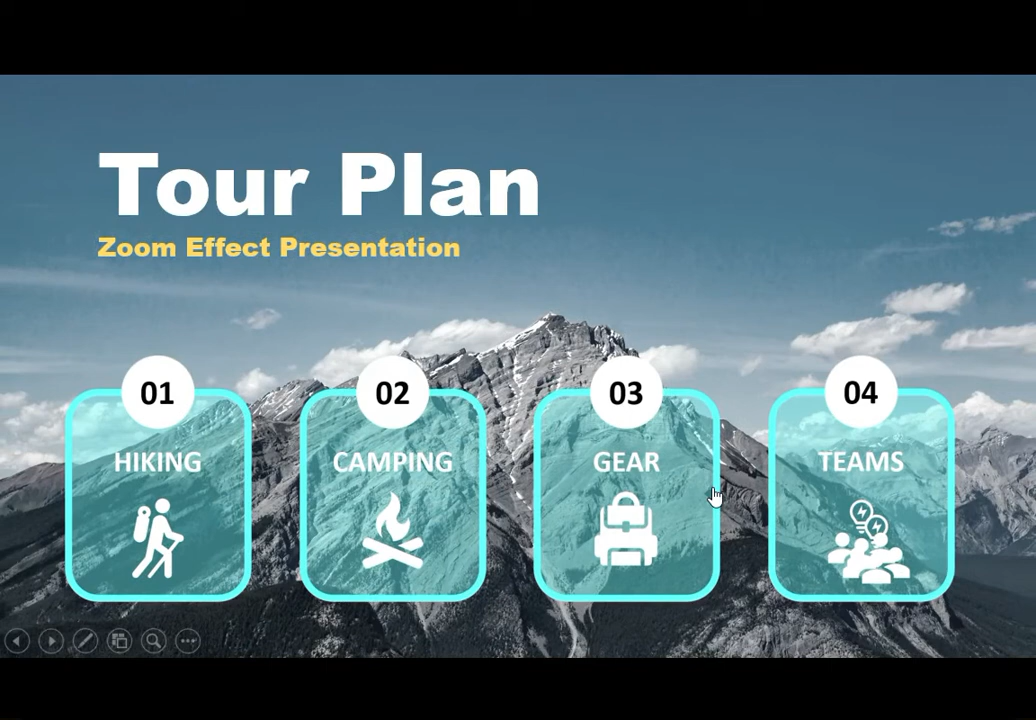 Tour Plan
Zoom Effect Presentation
01
02
03
04
HIKING
CAMPING
GEAR
TEAMS